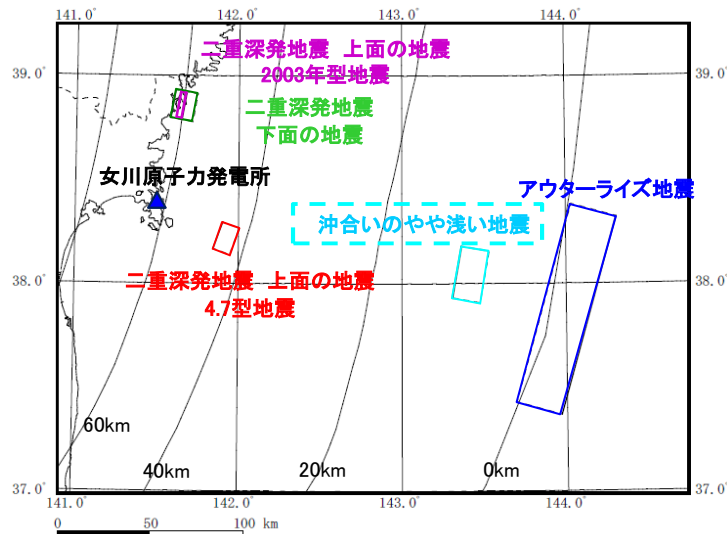 141.0° 142.0° 143.0° 144.0°
二重深発地震 上面の地震
2003年型地震
39.0° 39.0°
二重深発地震
下面の地震
女川原子力発電所
アウターライズ地震
沖合いのやや浅い地震
38.0° 38.0°
二重深発地震 上面の地震
4.7型地震
60km
40km 20km 0km
37.0° 37.0°
141.0° 142.0° 143.0° 144.0°
0 50 100 km